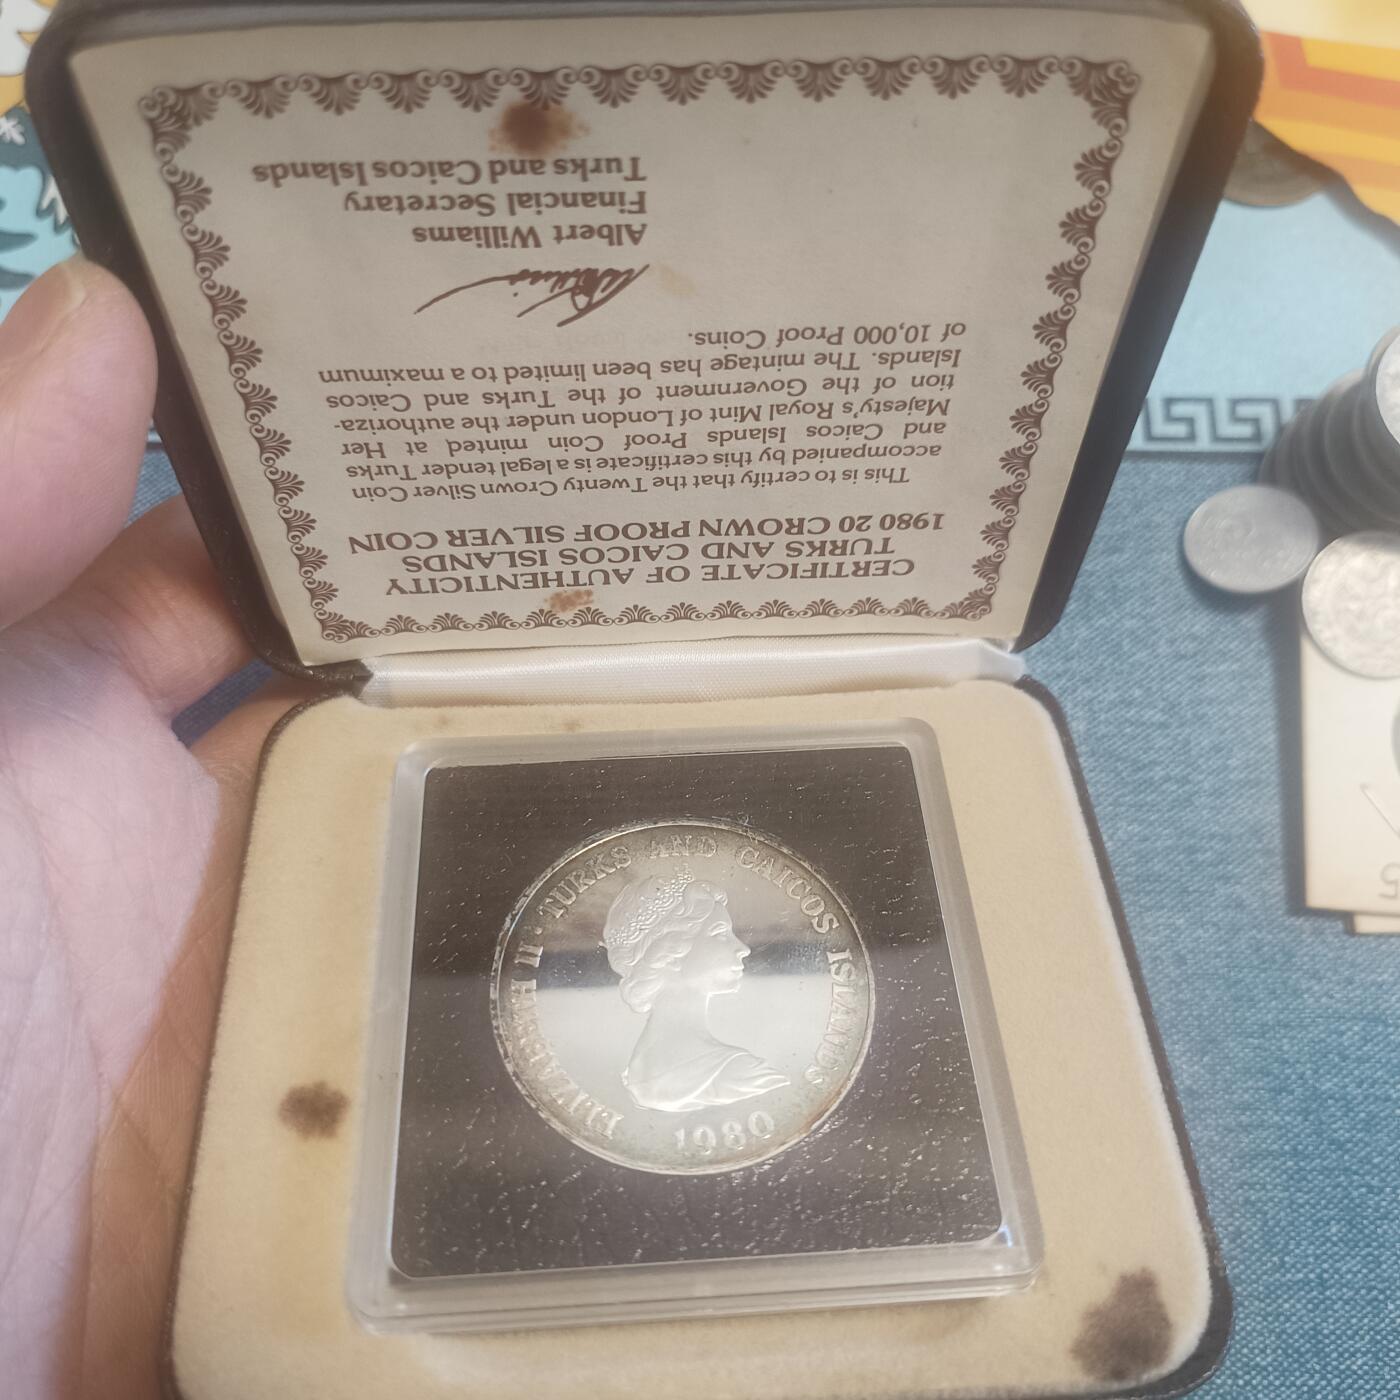 CERTIFICATE OF AUTHENTICITY
TURKS AND CAICOS ISLANDS
1980 20 CROWN PROOF SILVER COIN
This is to certify that the Twenty Crown Silver Coin
accompanied by this certificate is a legal tender Turks
and Caicos Islands Proof Coin minted at Her
Majesty's Royal Mint of London under the authoriza-
tion of the Government of the Turks and Caicos
Islands. The mintage has been limited to a maximum
of 10,000 Proof Coins.
Albert Williams
Financial Secretary
Turks and Caicos Islands
ELIZABETH II · TURKS AND CAICOS ISLANDS
1980